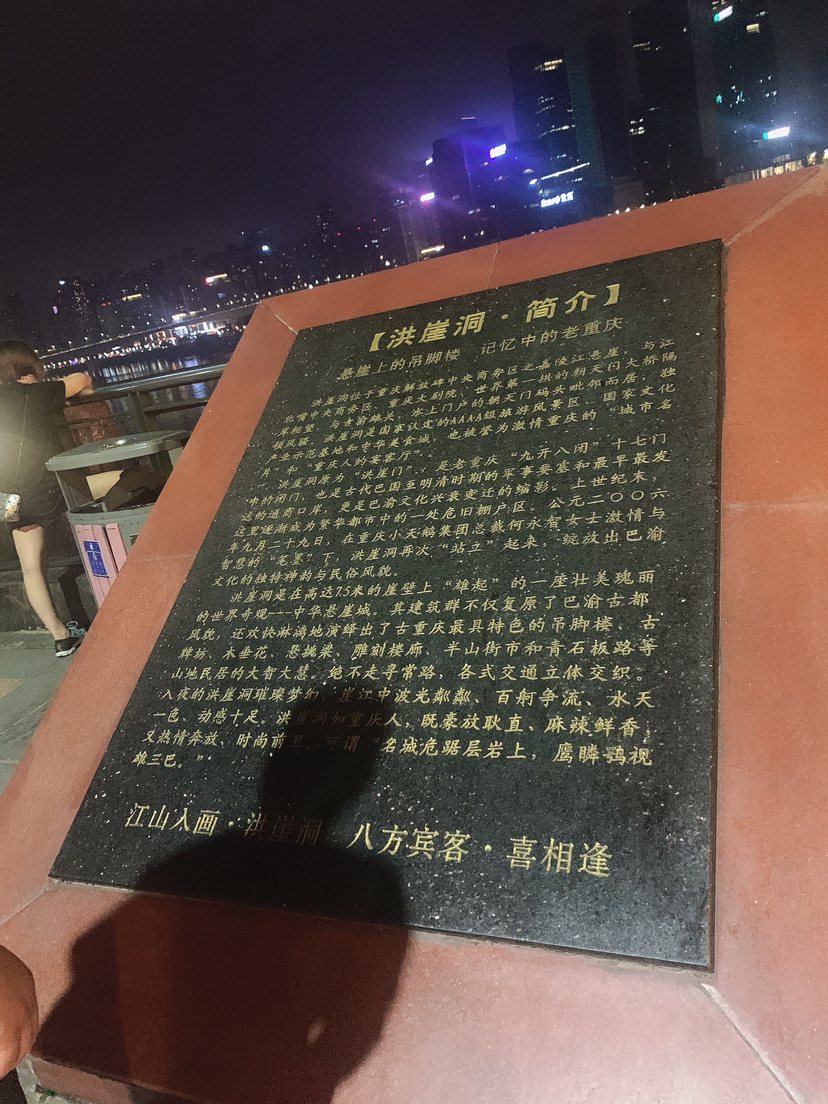 【洪崖洞·简介】
悬崖上的吊脚楼 记忆中的老重庆
洪崖洞位于重庆解放碑中央商务区之嘉陵江悬崖，与江
北嘴中央商务区、重庆大剧院、世界第一拱的朝天门大桥隔
岸相望，与古渝雄关、水上门户的朝天门码头毗邻而居，独
领风骚。洪崖洞是国家认定的AAAA级旅游风景区、国家文化
产业示范基地和中华美食城，也被誉为激情重庆的“城市名
片”和“重庆人的宴客厅”。
洪崖洞原为“洪崖门”，是老重庆“九开八闭”十七门
中的闭门，也是古代巴国至明清时期的军事要塞和最早最发
达的通商口岸，更是巴渝文化兴衰变迁的缩影。上世纪末，
这里逐渐成为繁华都市中的一处危旧棚户区。公元二〇〇六
年九月二十九日，在重庆小天鹅集团总裁何永智女士激情与
智慧的“笔墨”下，洪崖洞再次“站立”起来，绽放出巴渝
文化的独特神韵与民俗风貌。
洪崖洞是在高达75米的崖壁上“雄起”的一座壮美瑰丽
的世界奇观---中华悬崖城。其建筑群不仅复原了巴渝古都
风貌，还欢快淋漓地演绎出了古重庆最具特色的吊脚楼、古
牌坊、木垂花、悬挑梁、雕刻楼廊、半山街市和青石板路等
山地民居的大智大慧。绝不走寻常路，各式交通立体交织。
入夜的洪崖洞璀璨梦幻，崖江中波光粼粼、百舸争流、水天
一色、动感十足。洪崖洞如重庆人，既豪放耿直、麻辣鲜香，
又热情奔放、时尚前卫。可谓“名城危踞层岩上，鹰瞵鹗视
雄三巴。”
江山入画·洪崖洞 八方宾客·喜相逢